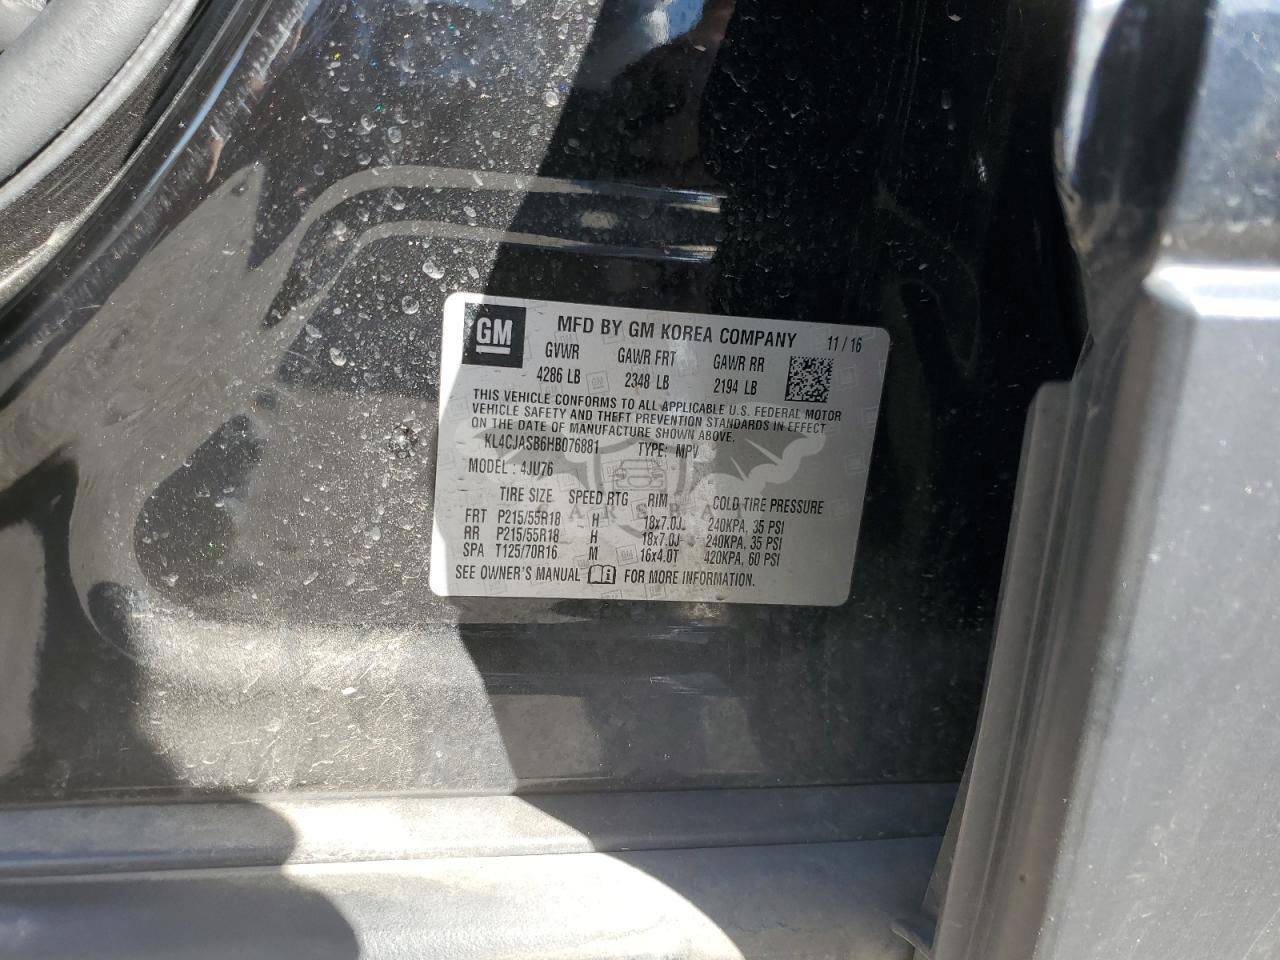 GM MFD BY GM KOREA COMPANY 11/16
GVWR GAWR FRT GAWR RR
4286 LB 2348 LB 2194 LB
THIS VEHICLE CONFORMS TO ALL APPLICABLE U.S. FEDERAL MOTOR
VEHICLE SAFETY AND THEFT PREVENTION STANDARDS IN EFFECT
ON THE DATE OF MANUFACTURE SHOWN ABOVE.
KL4CJASB6HB076881 TYPE: MPV
MODEL: 4JU76
TIRE SIZE SPEED RTG RIM COLD TIRE PRESSURE
FRT P215/55R18 H 18x7.0J 240KPA, 35 PSI
RR P215/55R18 H 18x7.0J 240KPA, 35 PSI
SPA T125/70R16 M 16x4.0T 420KPA, 60 PSI
SEE OWNER'S MANUAL FOR MORE INFORMATION.